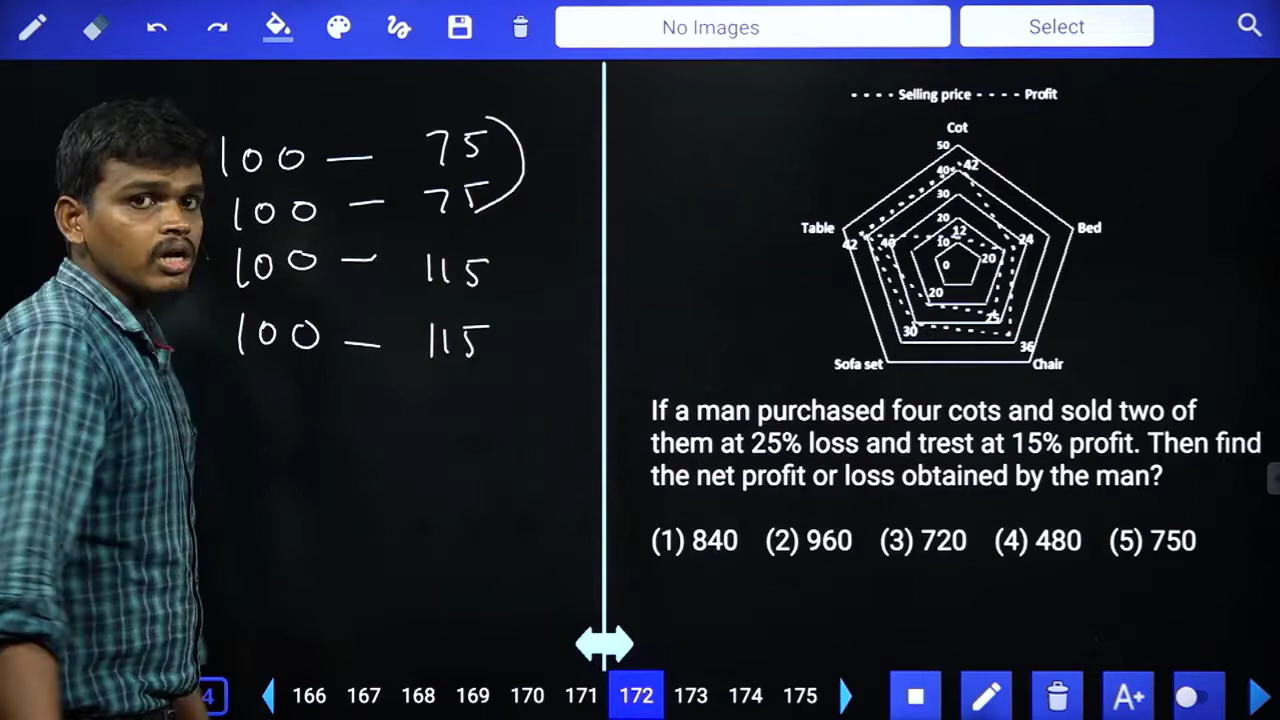 No Images
Select
100 — 75
100 — 75
100 — 115
100 — 115
Selling price
Profit
Cot
50
42
40
30
20
12
10
0
Table
Bed
42
40
24
20
20
25
30
36
Sofa set
Chair
If a man purchased four cots and sold two of
them at 25% loss and trest at 15% profit. Then find
the net profit or loss obtained by the man?
(1) 840 (2) 960 (3) 720 (4) 480 (5) 750
4
166 167 168 169 170 171 172 173 174 175
A+